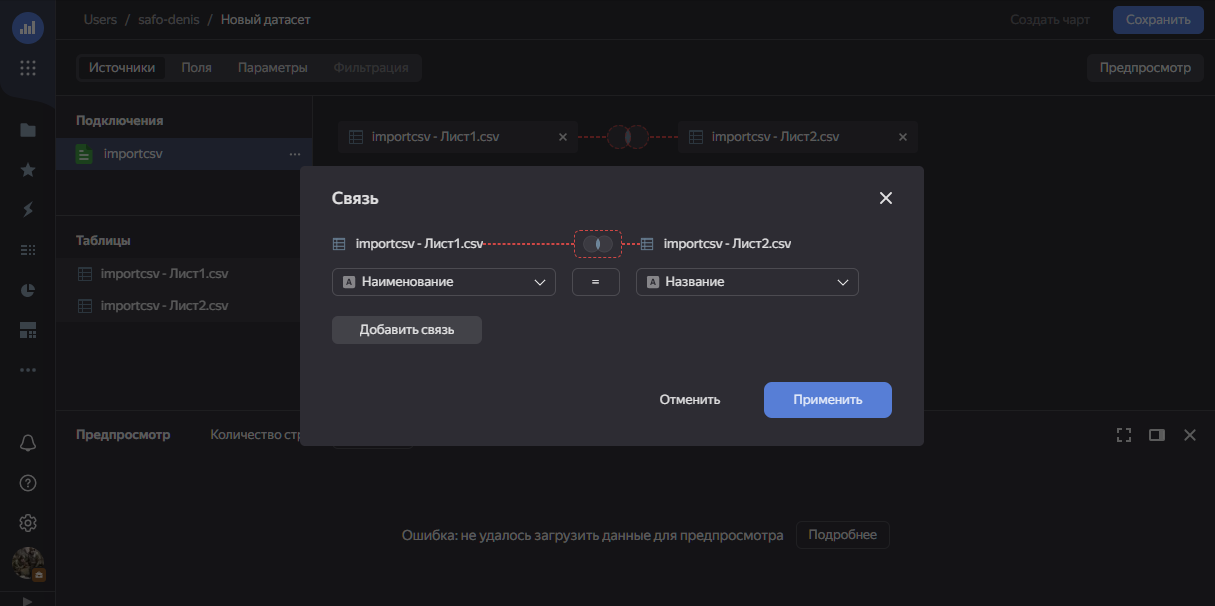 Users / safo-denis / Новый датасет
Создать чарт
Сохранить
Источники
Поля
Параметры
Фильтрация
Предпросмотр
Подключения
importcsv
importcsv - Лист1.csv
importcsv - Лист2.csv
Таблицы
importcsv - Лист1.csv
importcsv - Лист2.csv
Связь
importcsv - Лист1.csv
importcsv - Лист2.csv
A Наименование
=
A Название
Добавить связь
Отменить
Применить
Предпросмотр
Количество
Ошибка: не удалось загрузить данные для предпросмотра
Подробнее